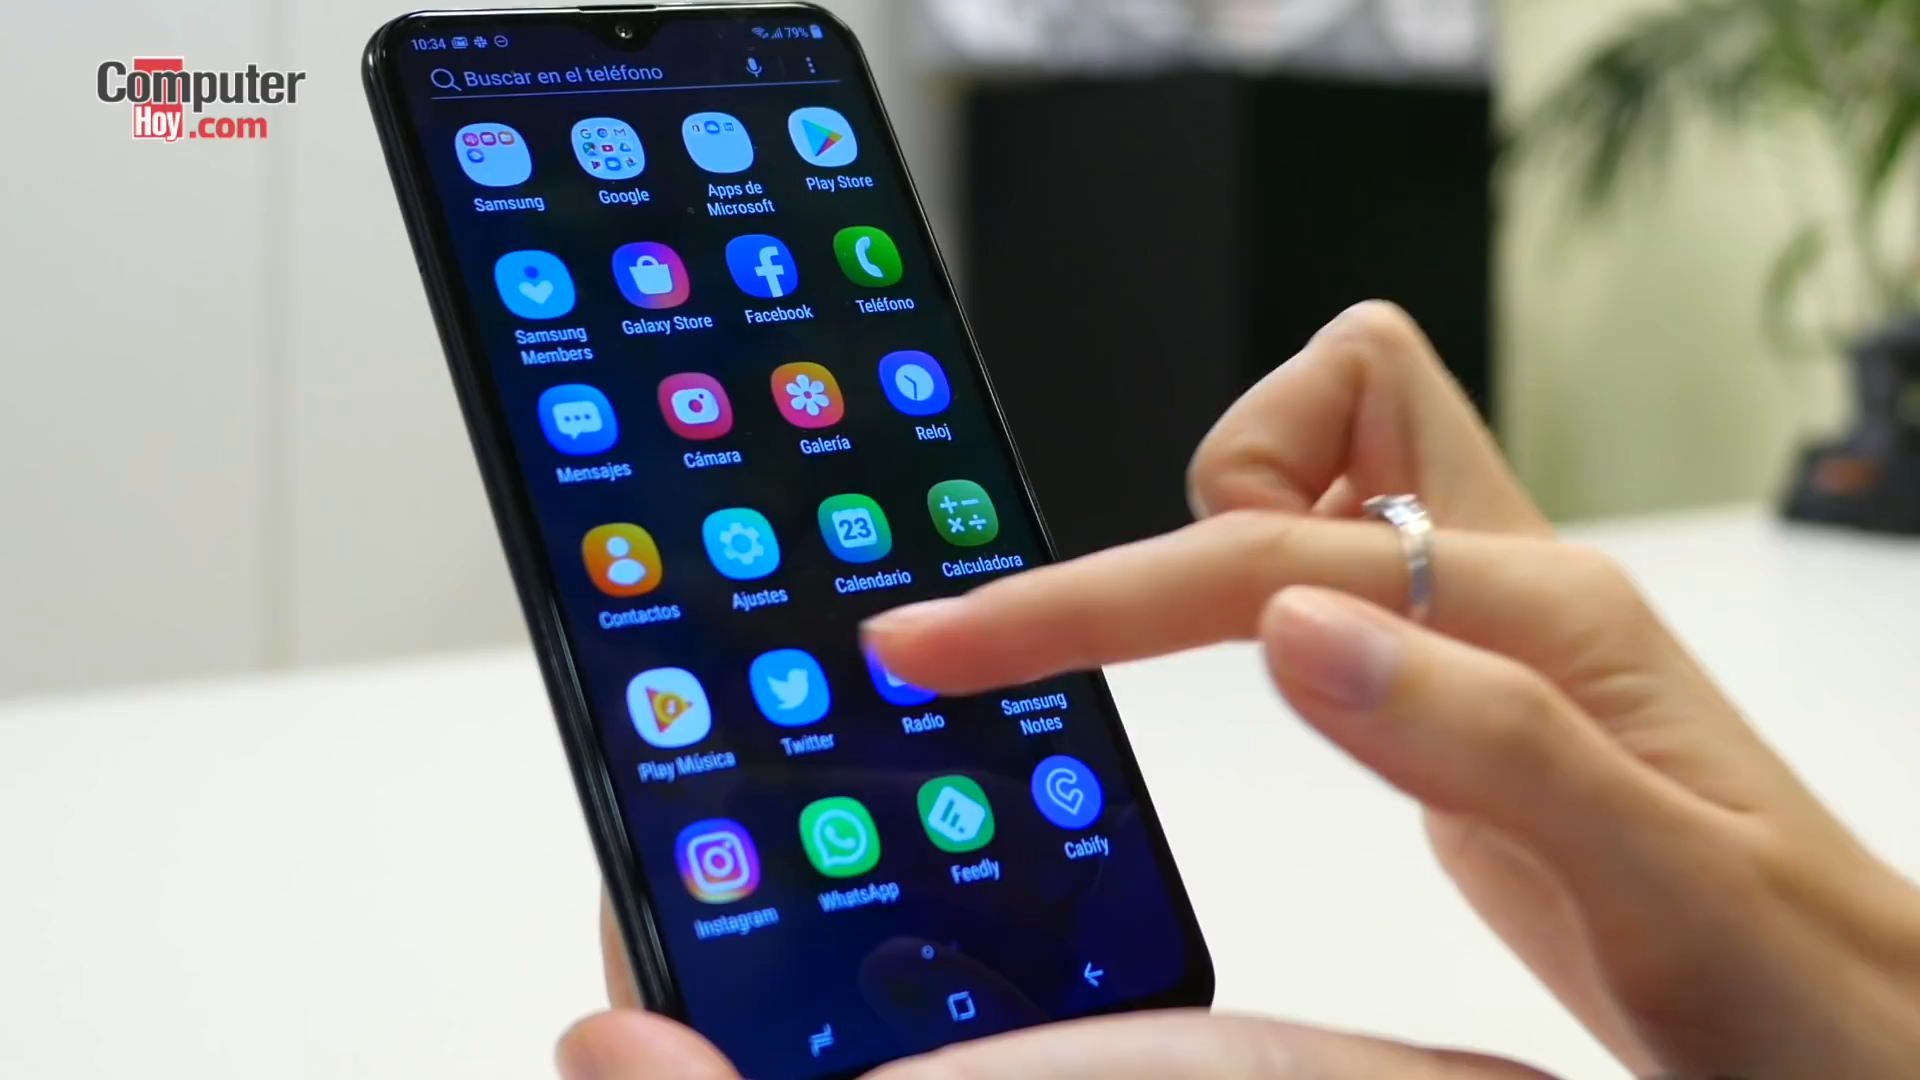 Computer
Hoy.com
10:34
79%
Buscar en el teléfono
Samsung
Google
Apps de
Microsoft
Play Store
Samsung
Members
Galaxy Store
Facebook
Teléfono
Mensajes
Cámara
Galería
Reloj
Contactos
Ajustes
23
Calendario
Calculadora
Play Música
Twitter
Radio
Samsung
Notes
Instagram
WhatsApp
Feedly
Cabify